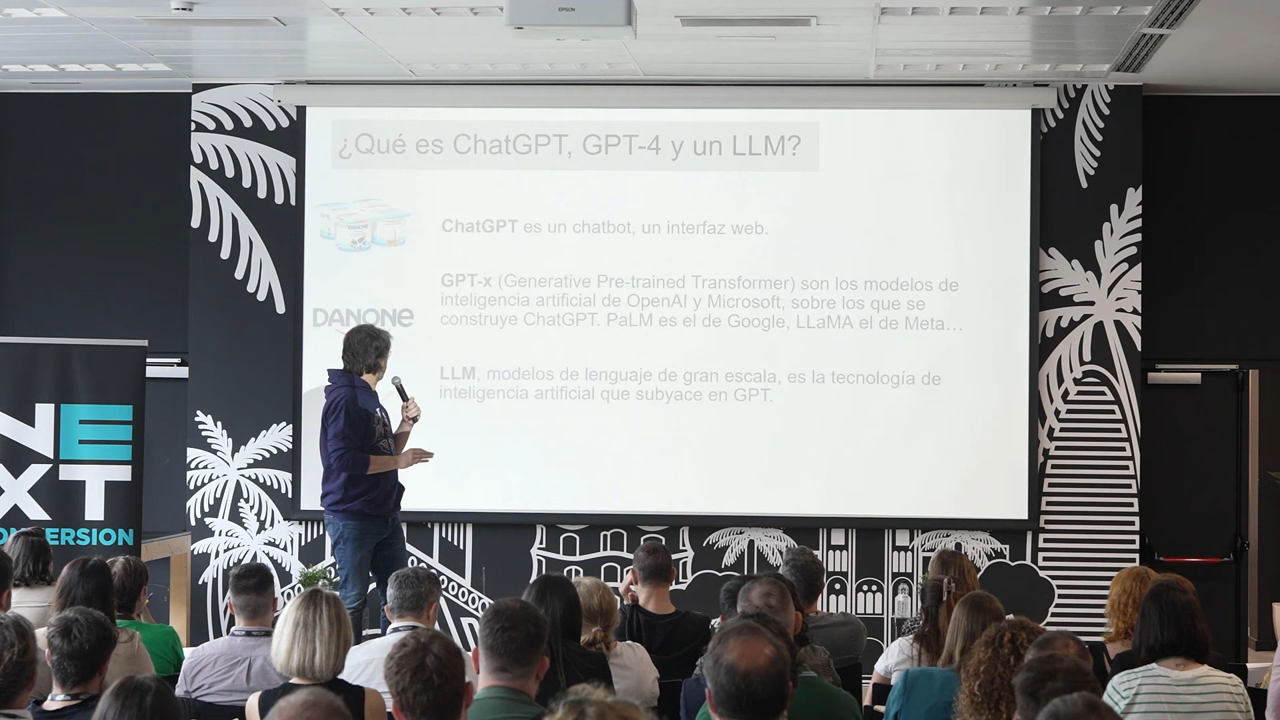 EPSON
¿Qué es ChatGPT, GPT-4 y un LLM?
ChatGPT es un chatbot, un interfaz web.
GPT-x (Generative Pre-trained Transformer) son los modelos de
inteligencia artificial de OpenAI y Microsoft, sobre los que se
construye ChatGPT. PaLM es el de Google, LLaMA el de Meta…
DANONE
LLM, modelos de lenguaje de gran escala, es la tecnología de
inteligencia artificial que subyace en GPT.
NE
XT